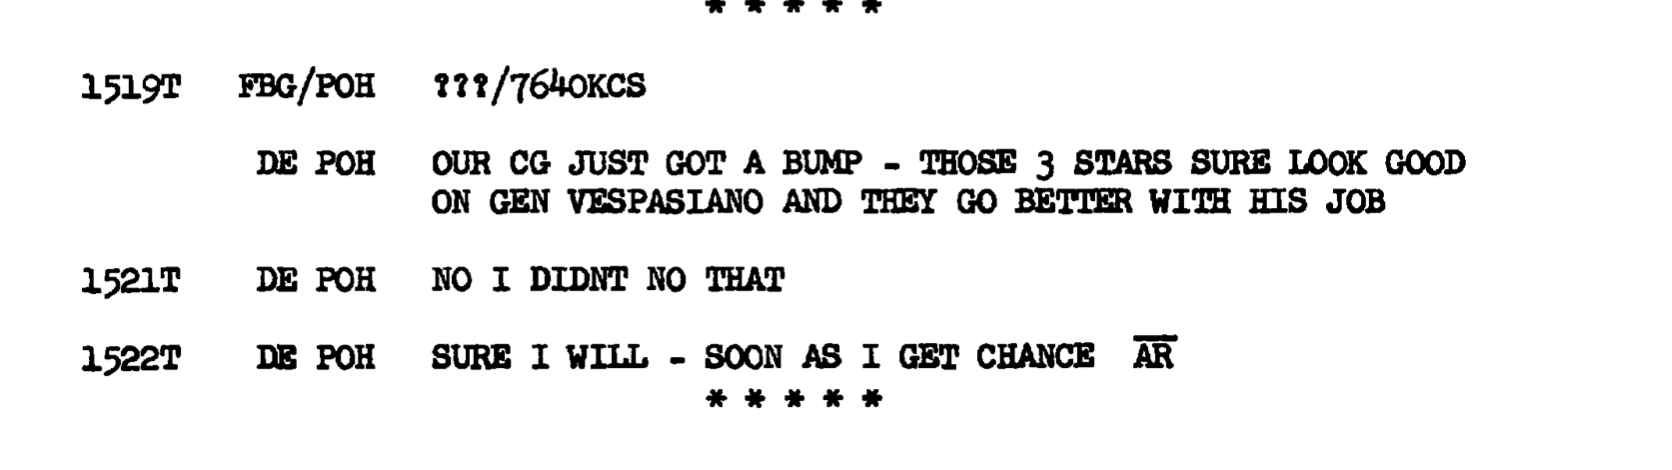 * * * * *
1519T FBG/POH ???/7640KCS
DE POH OUR CG JUST GOT A BUMP - THOSE 3 STARS SURE LOOK GOOD
ON GEN VESPASIANO AND THEY GO BETTER WITH HIS JOB
1521T DE POH NO I DIDNT NO THAT
1522T DE POH SURE I WILL - SOON AS I GET CHANCE AR
* * * * *